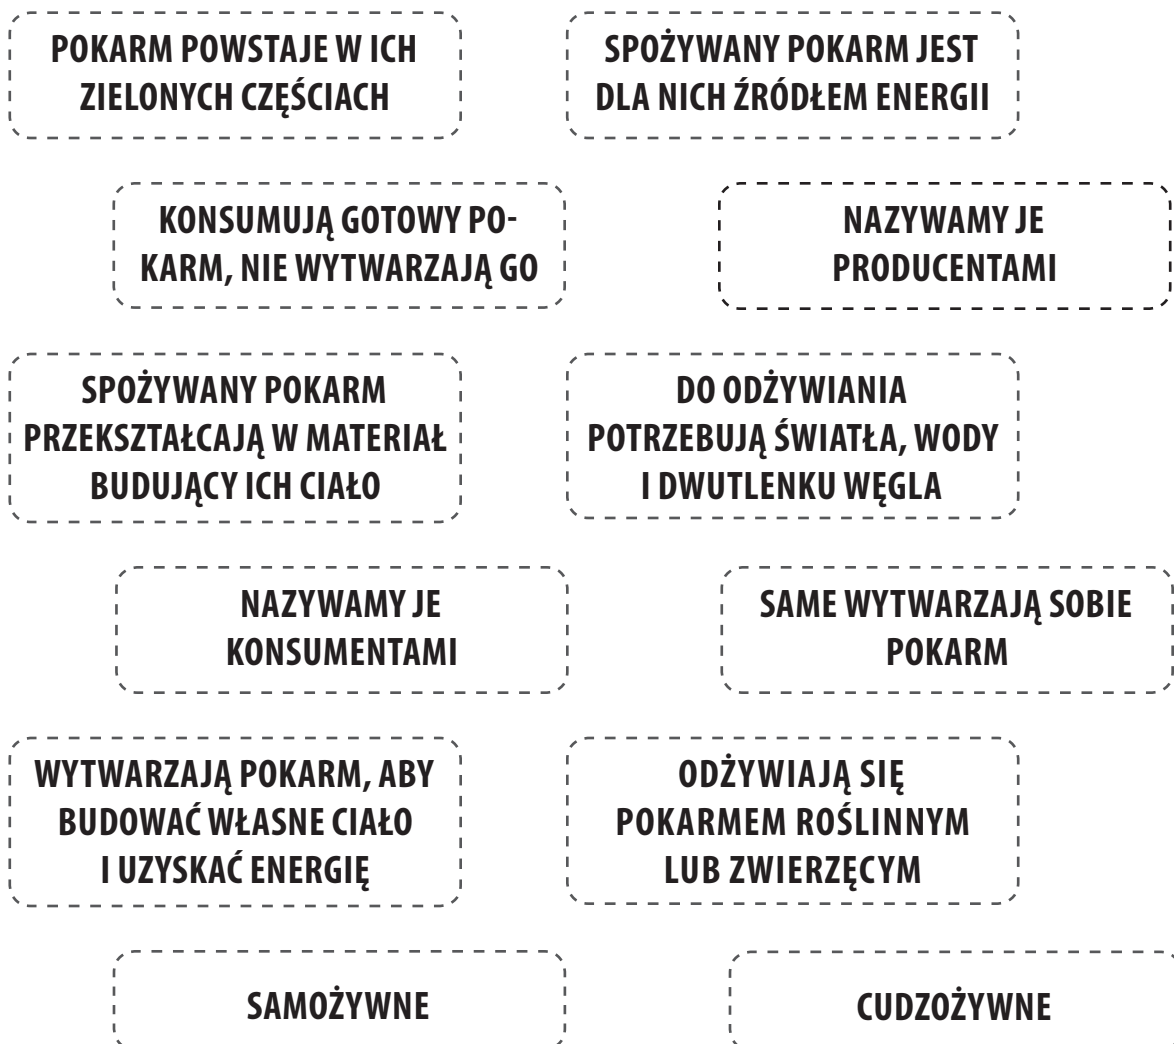 POKARM POWSTAJE W ICH
ZIELONYCH CZĘŚCIACH
SPOŻYWANY POKARM JEST
DLA NICH ŹRÓDŁEM ENERGII
KONSUMUJĄ GOTOWY PO-
KARM, NIE WYTWARZAJĄ GO
NAZYWAMY JE
PRODUCENTAMI
SPOŻYWANY POKARM
PRZEKSZTAŁCAJĄ W MATERIAŁ
BUDUJĄCY ICH CIAŁO
DO ODŻYWIANIA
POTRZEBUJĄ ŚWIATŁA, WODY
I DWUTLENKU WĘGLA
NAZYWAMY JE
KONSUMENTAMI
SAME WYTWARZAJĄ SOBIE
POKARM
WYTWARZAJĄ POKARM, ABY
BUDOWAĆ WŁASNE CIAŁO
I UZYSKAĆ ENERGIĘ
ODŻYWIAJĄ SIĘ
POKARMEM ROŚLINNYM
LUB ZWIERZĘCYM
SAMOŻYWNE
CUDZOŻYWNE